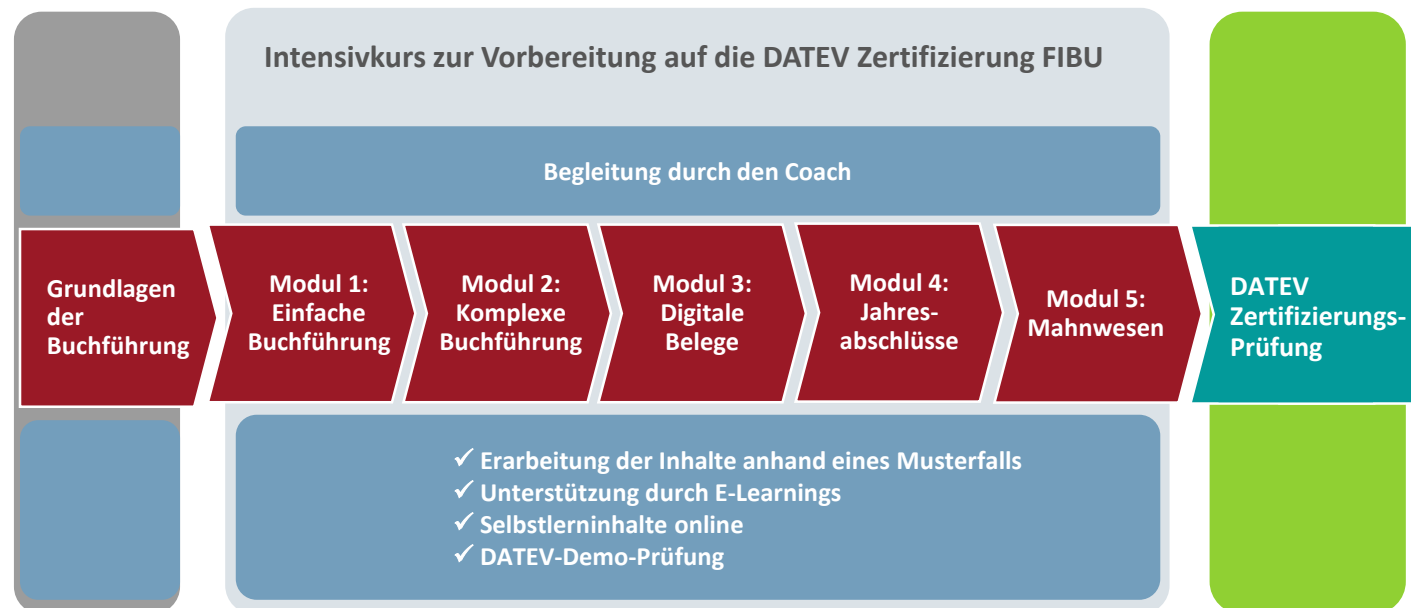 Intensivkurs zur Vorbereitung auf die DATEV Zertifizierung FIBU
Begleitung durch den Coach
Grundlagen
der
Buchführung
Modul 1:
Einfache
Buchführung
Modul 2:
Komplexe
Buchführung
Modul 3:
Digitale
Belege
Modul 4:
Jahres-
abschlüsse
Modul 5:
Mahnwesen
DATEV
Zertifizierungs-
Prüfung
✓ Erarbeitung der Inhalte anhand eines Musterfalls
✓ Unterstützung durch E-Learnings
✓ Selbstlerninhalte online
✓ DATEV-Demo-Prüfung